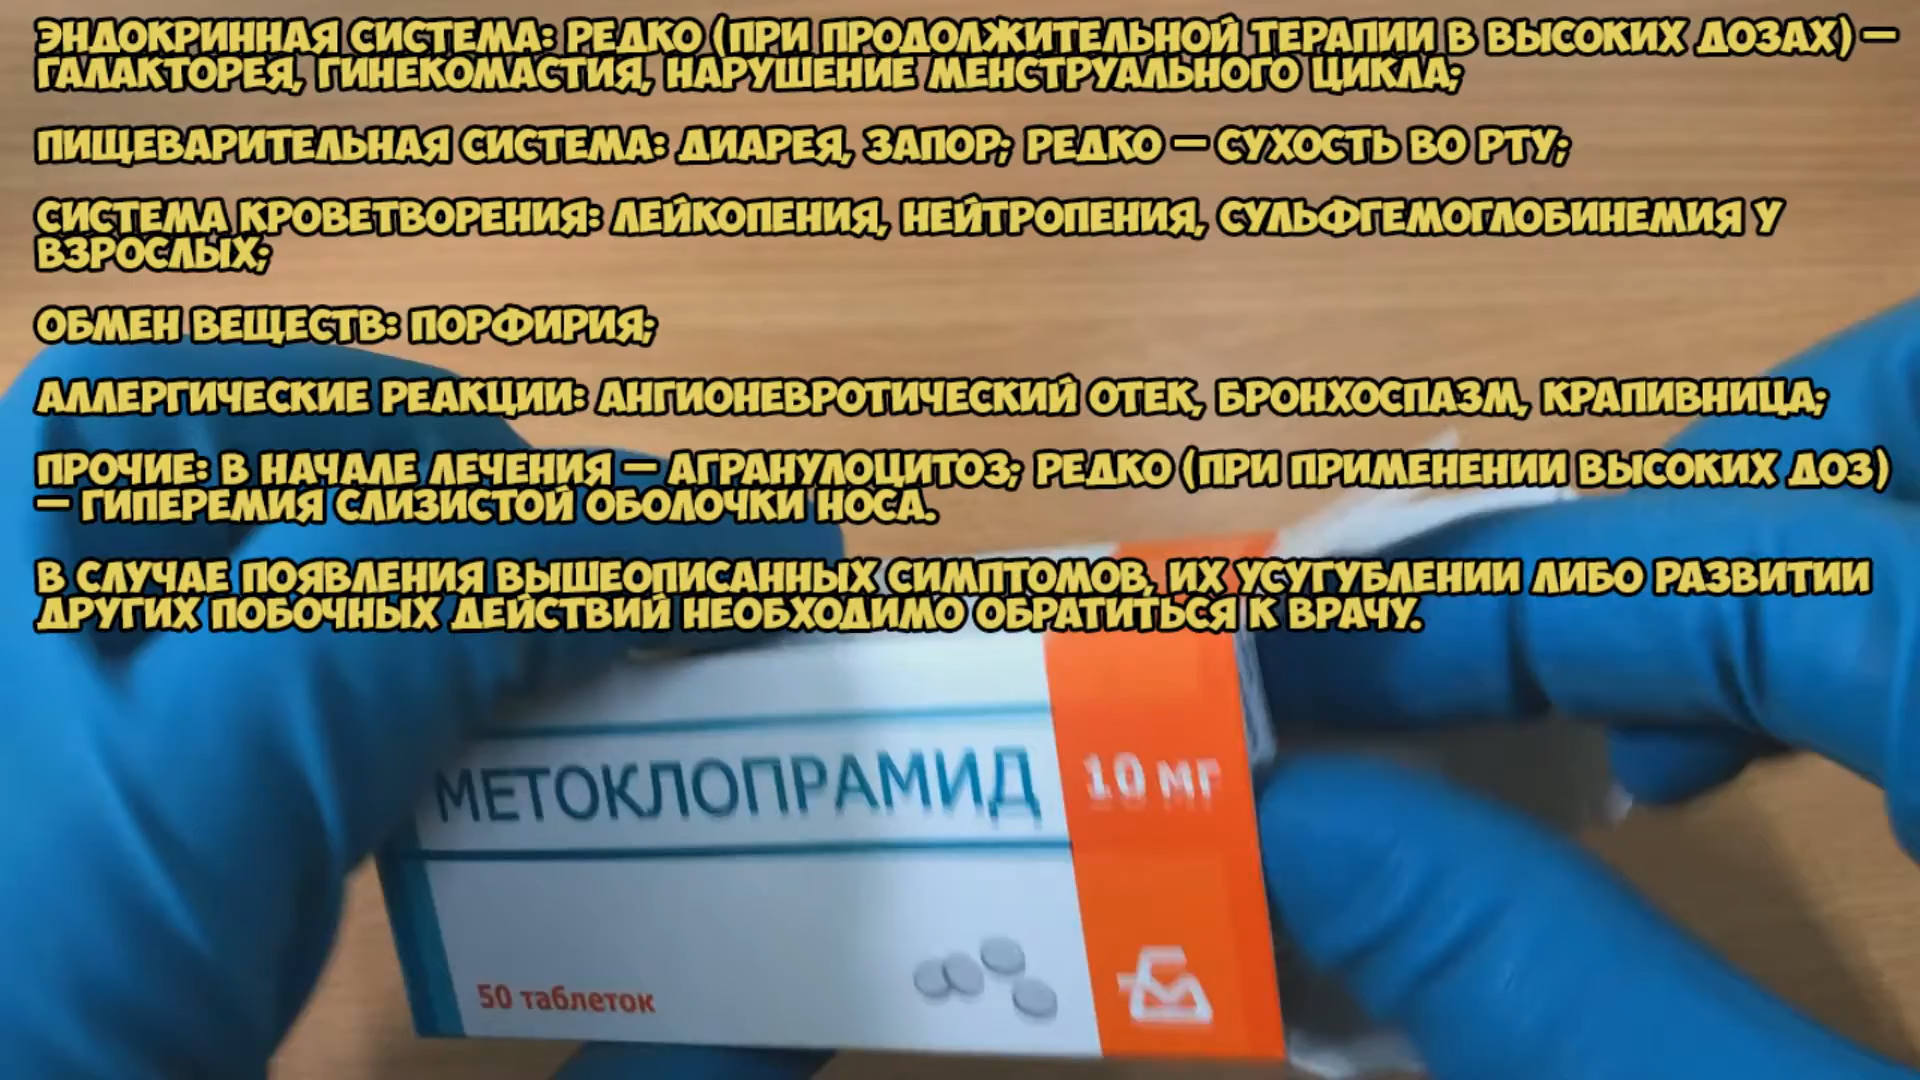 ЭНДОКРИННАЯ СИСТЕМА: РЕДКО (ПРИ ПРОДОЛЖИТЕЛЬНОЙ ТЕРАПИИ В ВЫСОКИХ ДОЗАХ) —
ГАЛАКТОРЕЯ, ГИНЕКОМАСТИЯ, НАРУШЕНИЕ МЕНСТРУАЛЬНОГО ЦИКЛА;
ПИЩЕВАРИТЕЛЬНАЯ СИСТЕМА: ДИАРЕЯ, ЗАПОР; РЕДКО — СУХОСТЬ ВО РТУ;
СИСТЕМА КРОВЕТВОРЕНИЯ: ЛЕЙКОПЕНИЯ, НЕЙТРОПЕНИЯ, СУЛЬФГЕМОГЛОБИНЕМИЯ У
ВЗРОСЛЫХ;
ОБМЕН ВЕЩЕСТВ: ПОРФИРИЯ;
АЛЛЕРГИЧЕСКИЕ РЕАКЦИИ: АНГИОНЕВРОТИЧЕСКИЙ ОТЕК, БРОНХОСПАЗМ, КРАПИВНИЦА;
ПРОЧИЕ: В НАЧАЛЕ ЛЕЧЕНИЯ — АГРАНУЛОЦИТОЗ; РЕДКО (ПРИ ПРИМЕНЕНИИ ВЫСОКИХ ДОЗ)
— ГИПЕРЕМИЯ СЛИЗИСТОЙ ОБОЛОЧКИ НОСА.
В СЛУЧАЕ ПОЯВЛЕНИЯ ВЫШЕОПИСАННЫХ СИМПТОМОВ, ИХ УСУГУБЛЕНИИ ЛИБО РАЗВИТИИ
ДРУГИХ ПОБОЧНЫХ ДЕЙСТВИЙ НЕОБХОДИМО ОБРАТИТЬСЯ К ВРАЧУ.
МЕТОКЛОПРАМИД 10 мг
50 таблеток